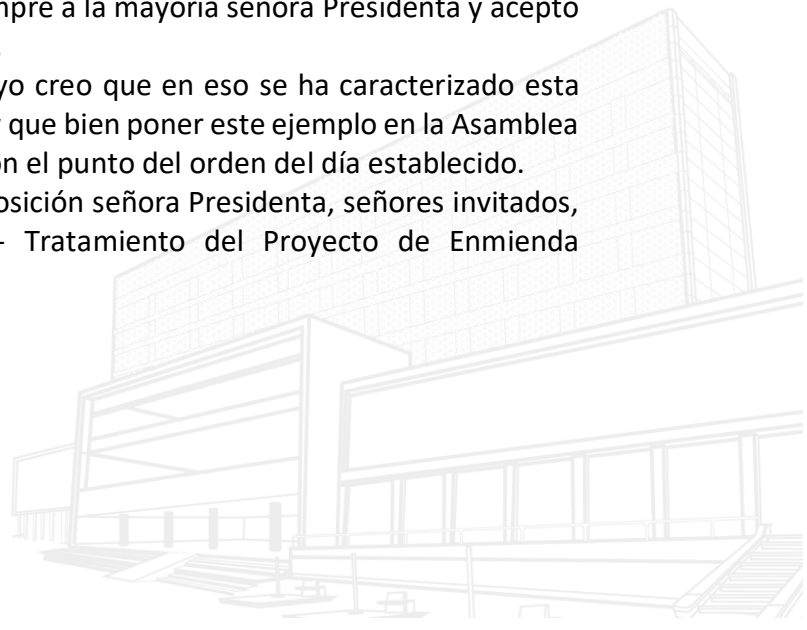 mpre a la mayoría señora Presidenta y acepto
yo creo que en eso se ha caracterizado esta
que bien poner este ejemplo en la Asamblea
n el punto del orden del día establecido.
osición señora Presidenta, señores invitados,
- Tratamiento del Proyecto de Enmienda